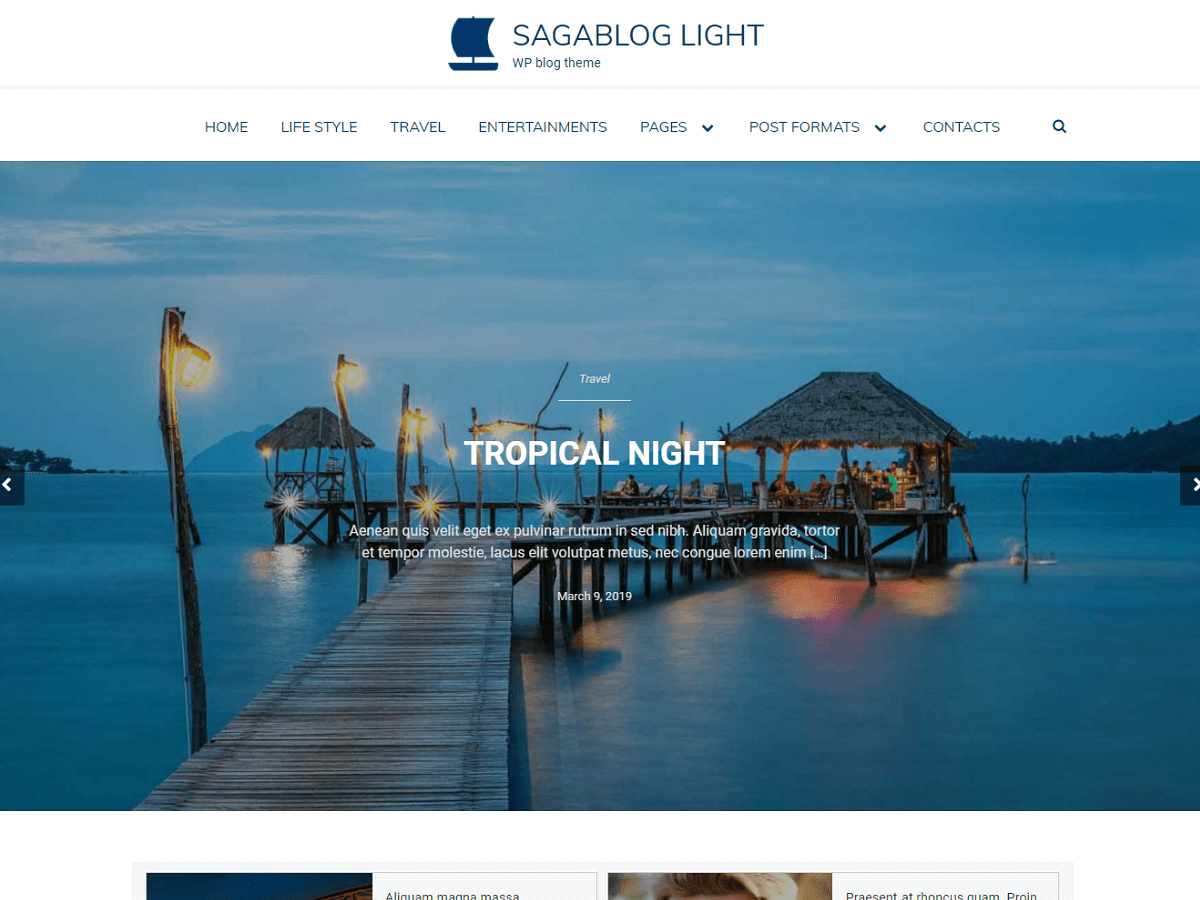 SAGABLOG LIGHT
WP blog theme
HOME LIFE STYLE TRAVEL ENTERTAINMENTS PAGES POST FORMATS CONTACTS
Travel
TROPICAL NIGHT
Aenean quis velit eget ex pulvinar rutrum in sed nibh. Aliquam gravida, tortor
et tempor molestie, lacus elit volutpat metus, nec congue lorem enim [...]
March 9, 2019
Aliquam magna massa
Praesent at rhoncus quam. Proin